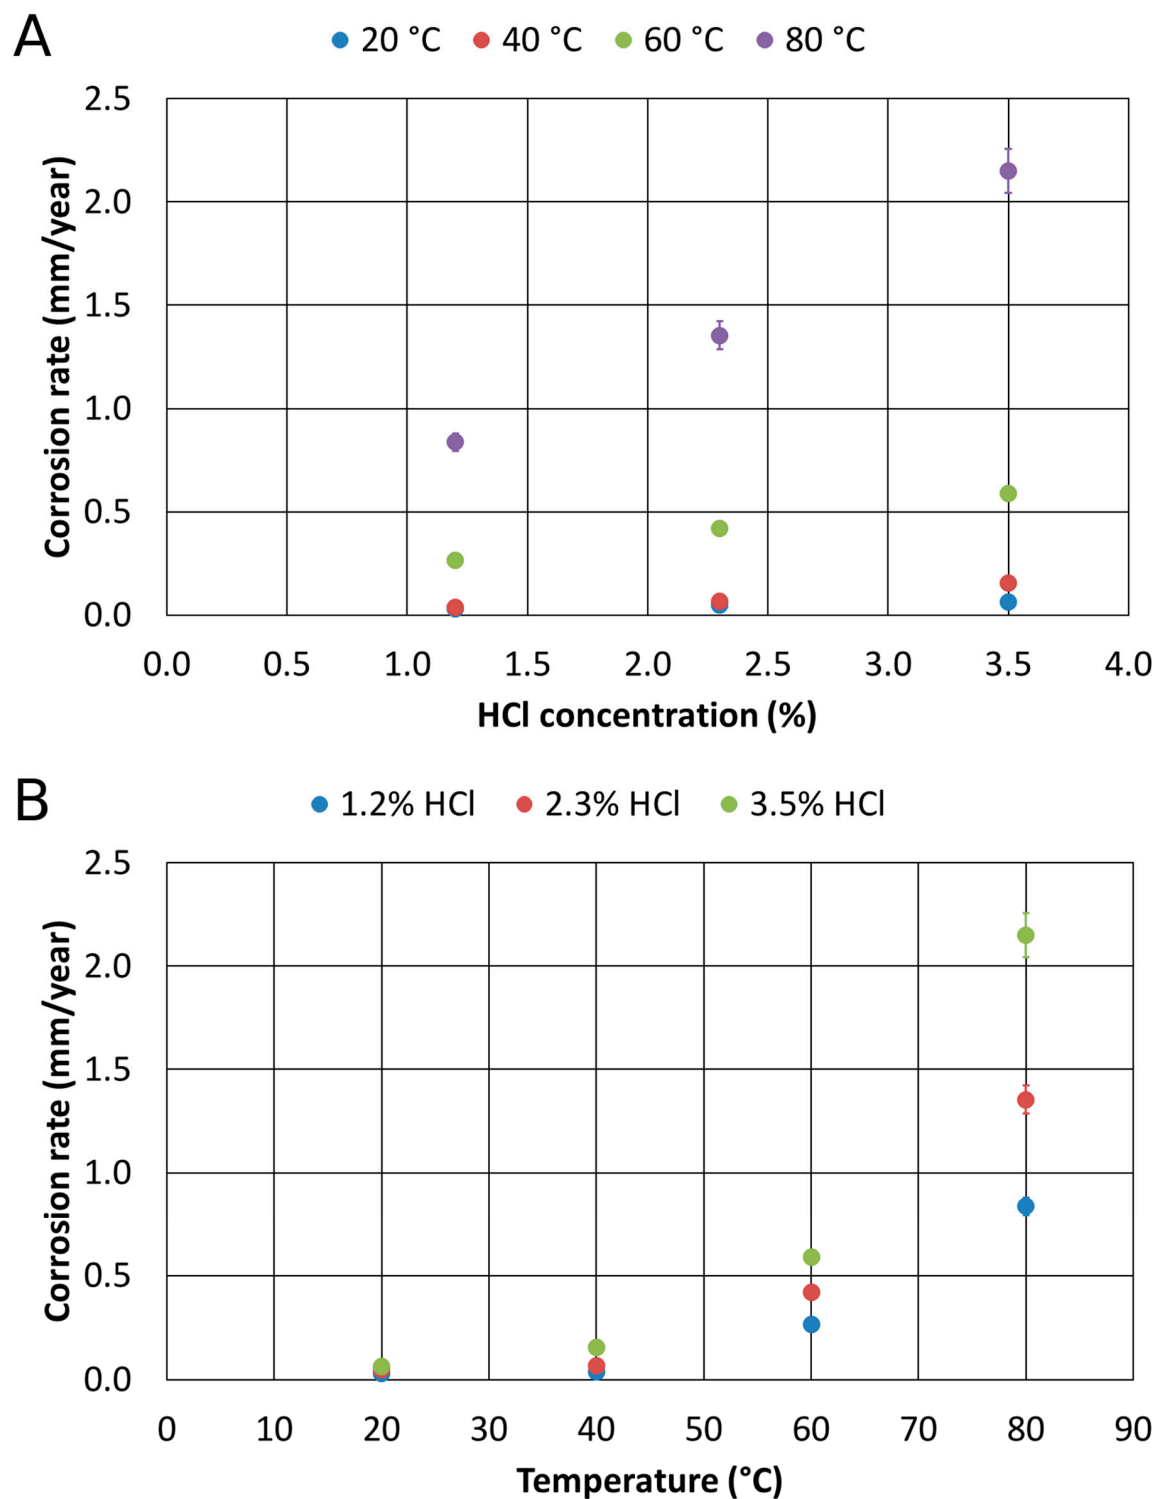 A
20 °C 40 °C 60 °C 80 °C
2.5
2.0
1.5
1.0
0.5
0.0
Corrosion rate (mm/year)
0.0 0.5 1.0 1.5 2.0 2.5 3.0 3.5 4.0
HCl concentration (%)
B
1.2% HCl 2.3% HCl 3.5% HCl
2.5
2.0
1.5
1.0
0.5
0.0
Corrosion rate (mm/year)
0 10 20 30 40 50 60 70 80 90
Temperature (°C)